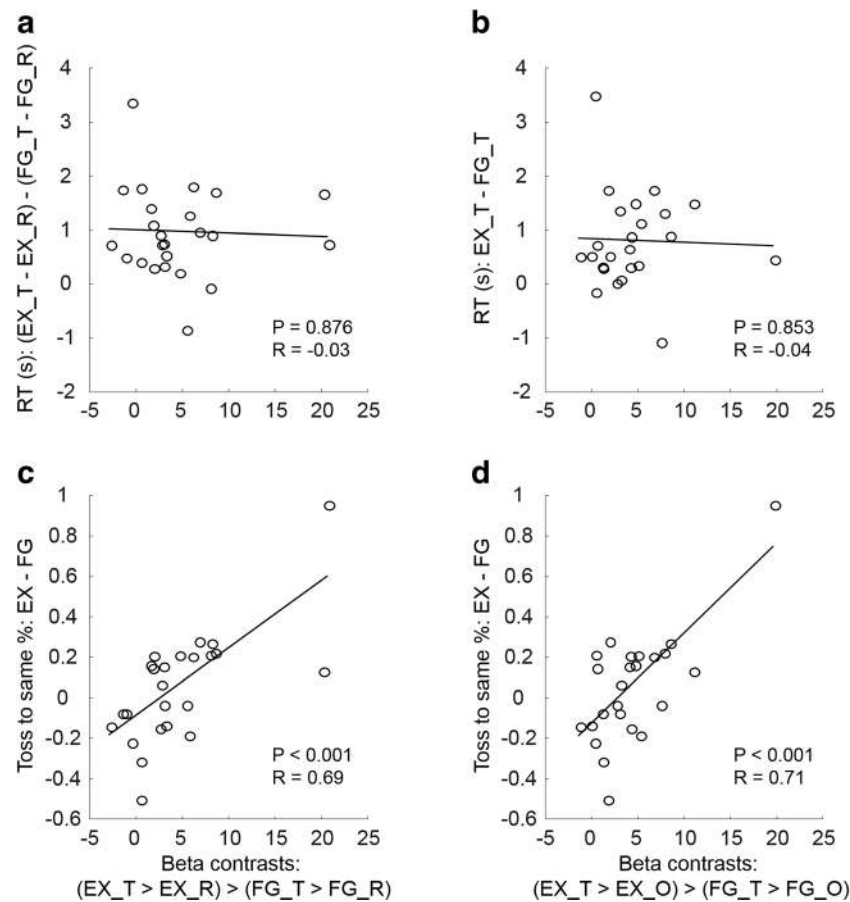 a
RT (s): (EX_T - EX_R) - (FG_T - FG_R)
4
3
2
1
0
-1
-2
P = 0.876
R = -0.03
-5 0 5 10 15 20 25
b
RT (s): EX_T - FG_T
4
3
2
1
0
-1
-2
P = 0.853
R = -0.04
-5 0 5 10 15 20 25
c
Toss to same %: EX - FG
1
0.8
0.6
0.4
0.2
0
-0.2
-0.4
-0.6
P < 0.001
R = 0.69
-5 0 5 10 15 20 25
Beta contrasts:
(EX_T > EX_R) > (FG_T > FG_R)
d
Toss to same %: EX - FG
1
0.8
0.6
0.4
0.2
0
-0.2
-0.4
-0.6
P < 0.001
R = 0.71
-5 0 5 10 15 20 25
Beta contrasts:
(EX_T > EX_O) > (FG_T > FG_O)